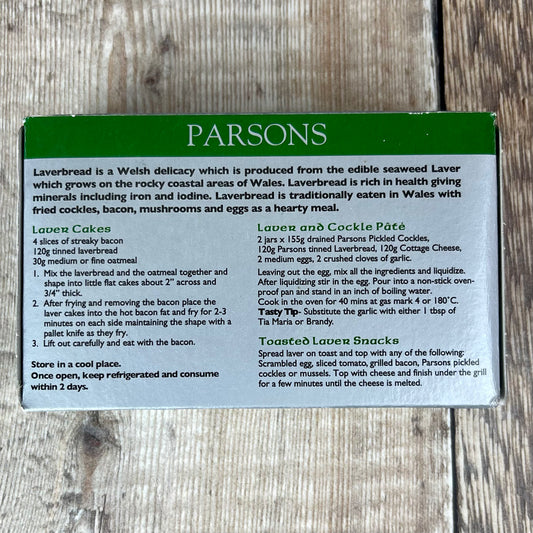 PARSONS
Laverbread is a Welsh delicacy which is produced from the edible seaweed Laver
which grows on the rocky coastal areas of Wales. Laverbread is rich in health giving
minerals including iron and iodine. Laverbread is traditionally eaten in Wales with
fried cockles, bacon, mushrooms and eggs as a hearty meal.
Laver Cakes
4 slices of streaky bacon
120g tinned laverbread
30g medium or fine oatmeal
1. Mix the laverbread and the oatmeal together and
shape into little flat cakes about 2" across and
3/4" thick.
2. After frying and removing the bacon place the
laver cakes into the hot bacon fat and fry for 2-3
minutes on each side maintaining the shape with a
pallet knife as they fry.
3. Lift out carefully and eat with the bacon.
Store in a cool place.
Once open, keep refrigerated and consume
within 2 days.
Laver and Cockle Pâté
2 jars x 155g drained Parsons Pickled Cockles,
120g Parsons tinned Laverbread, 120g Cottage Cheese,
2 medium eggs, 2 crushed cloves of garlic.
Leaving out the egg, mix all the ingredients and liquidize.
After liquidizing stir in the egg. Pour into a non-stick oven-
proof pan and stand in an inch of boiling water.
Cook in the oven for 40 mins at gas mark 4 or 180˚C.
Tasty Tip- Substitute the garlic with either 1 tbsp of
Tia Maria or Brandy.
Toasted Laver Snacks
Spread laver on toast and top with any of the following:
Scrambled egg, sliced tomato, grilled bacon, Parsons pickled
cockles or mussels. Top with cheese and finish under the grill
for a few minutes until the cheese is melted.